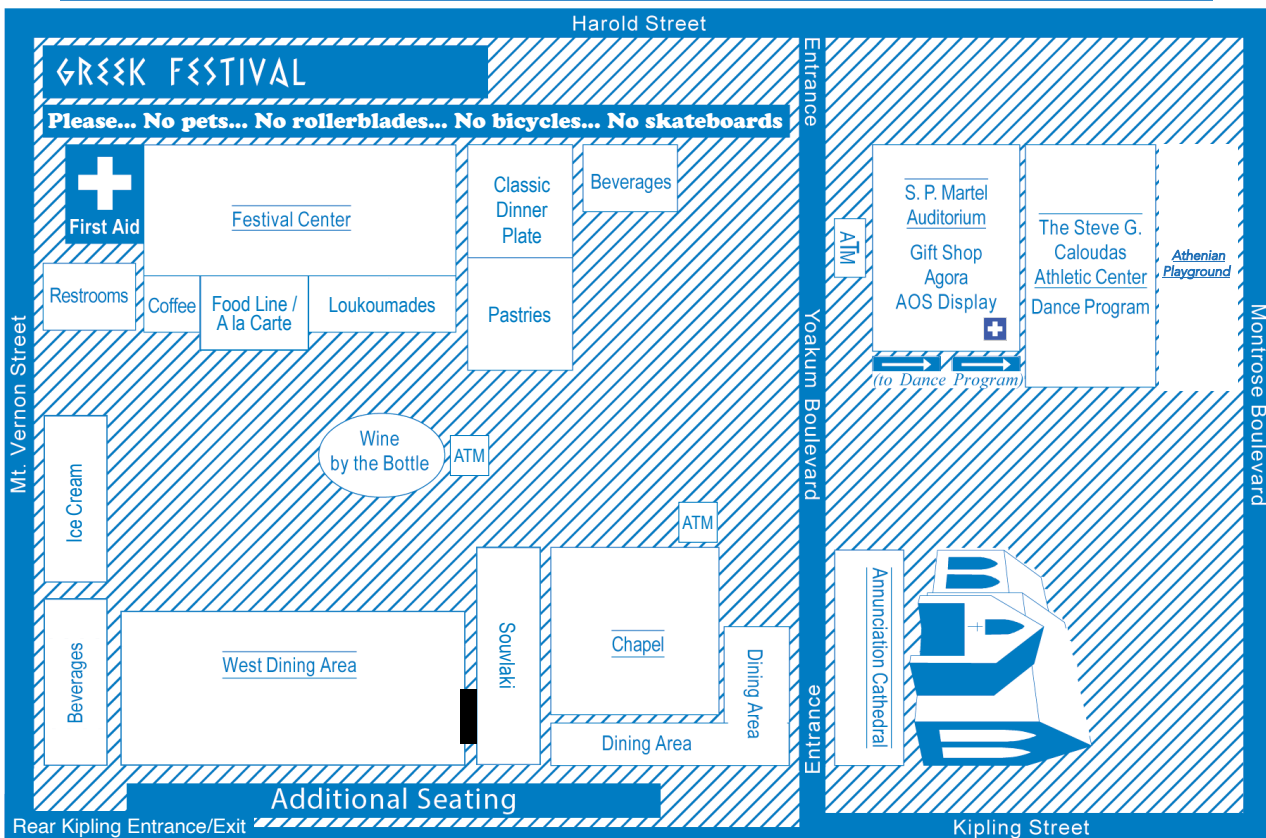 Harold Street
GREEK FESTIVAL
Please... No pets... No rollerblades... No bicycles... No skateboards
Entrance
First Aid
Festival Center
Classic
Dinner
Plate
Beverages
Restrooms
Coffee
Food Line /
A la Carte
Loukoumades
Pastries
ATM
S. P. Martel
Auditorium
Gift Shop
Agora
AOS Display
The Steve G.
Caloudas
Athletic Center
Dance Program
Athenian
Playground
(to Dance Program)
Mt. Vernon Street
Yoakum Boulevard
Montrose Boulevard
Wine
by the Bottle
ATM
Ice Cream
ATM
Beverages
West Dining Area
Souvlaki
Chapel
Dining Area
Dining Area
Entrance
Annunciation Cathedral
Additional Seating
Rear Kipling Entrance/Exit
Kipling Street